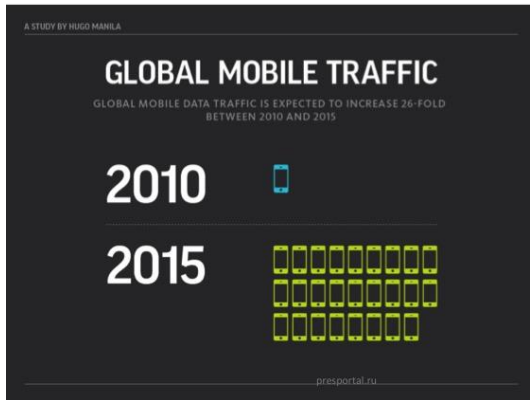 A STUDY BY HUGO MANILA
GLOBAL MOBILE TRAFFIC
GLOBAL MOBILE DATA TRAFFIC IS EXPECTED TO INCREASE 26-FOLD
BETWEEN 2010 AND 2015
2010
2015
presportal.ru